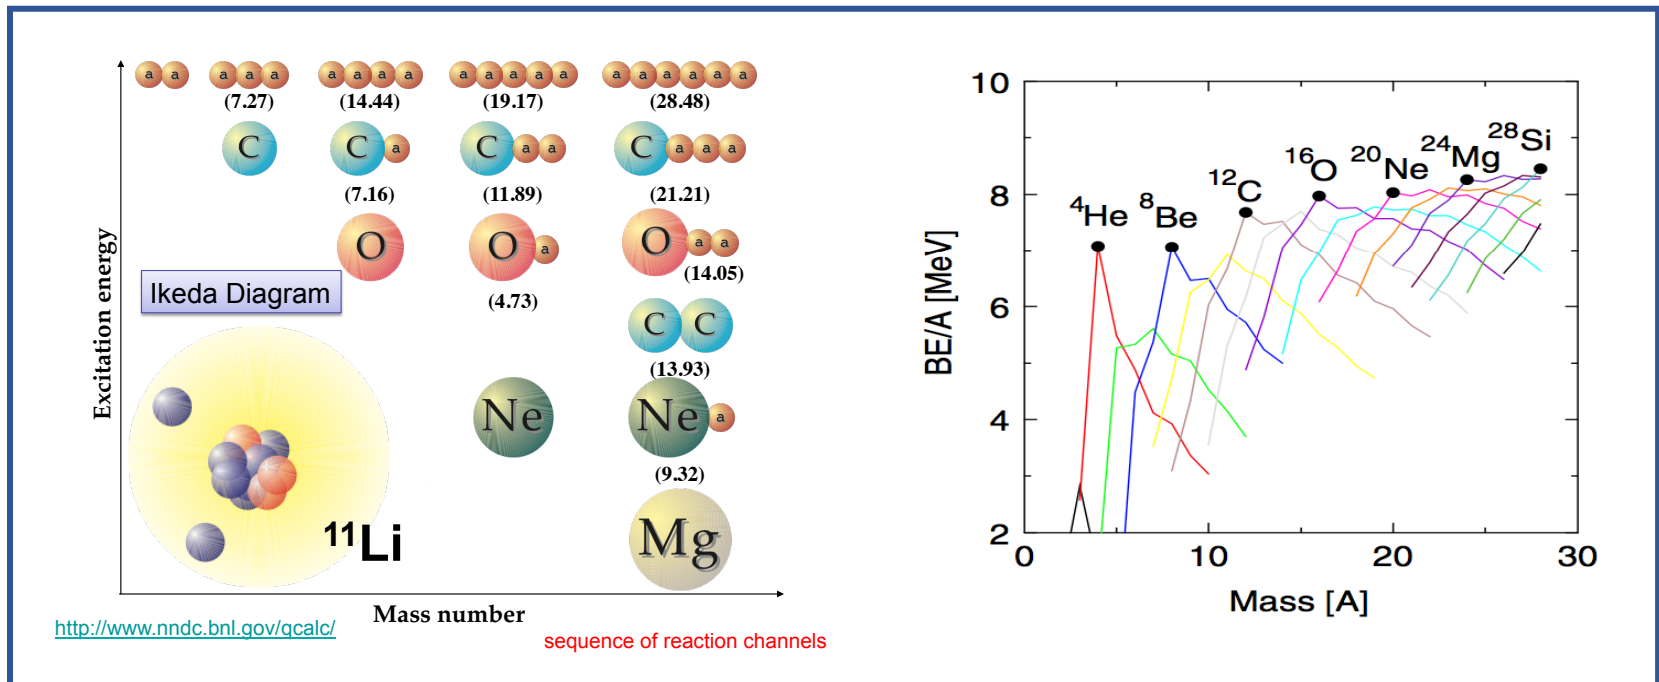 a a a a a a a a a a a a a a a a a a a a
(7.27) (14.44) (19.17) (28.48)
C C a C a a C a a a
(7.16) (11.89) (21.21)
O O a O a a
(14.05)
(4.73)
Ikeda Diagram
C C
(13.93)
Ne Ne a
(9.32)
Mg
¹¹Li
Excitation energy
Mass number
http://www.nndc.bnl.gov/qcalc/
sequence of reaction channels
10
8
6
4
2
BE/A [MeV]
⁴He ⁸Be ¹²C ¹⁶O ²⁰Ne ²⁴Mg ²⁸Si
0 10 20 30
Mass [A]